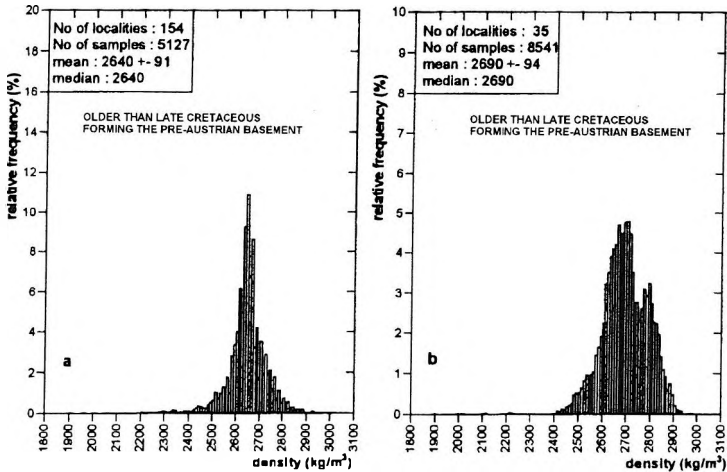 No of localities : 154
No of samples : 5127
mean : 2640 +- 91
median : 2640
OLDER THAN LATE CRETACEOUS
FORMING THE PRE-AUSTRIAN BASEMENT
relative frequency (%)
20
18
16
14
12
10
8
6
4
2
0
a
1800 1900 2000 2100 2200 2300 2400 2500 2600 2700 2800 2900 3000 3100
density (kg/m³)
No of localities : 35
No of samples : 8541
mean : 2690 +- 94
median : 2690
OLDER THAN LATE CRETACEOUS
FORMING THE PRE-AUSTRIAN BASEMENT
relative frequency (%)
10
9
8
7
6
5
4
3
2
1
0
b
1800 1900 2000 2100 2200 2300 2400 2500 2600 2700 2800 2900 3000 3100
density (kg/m³)